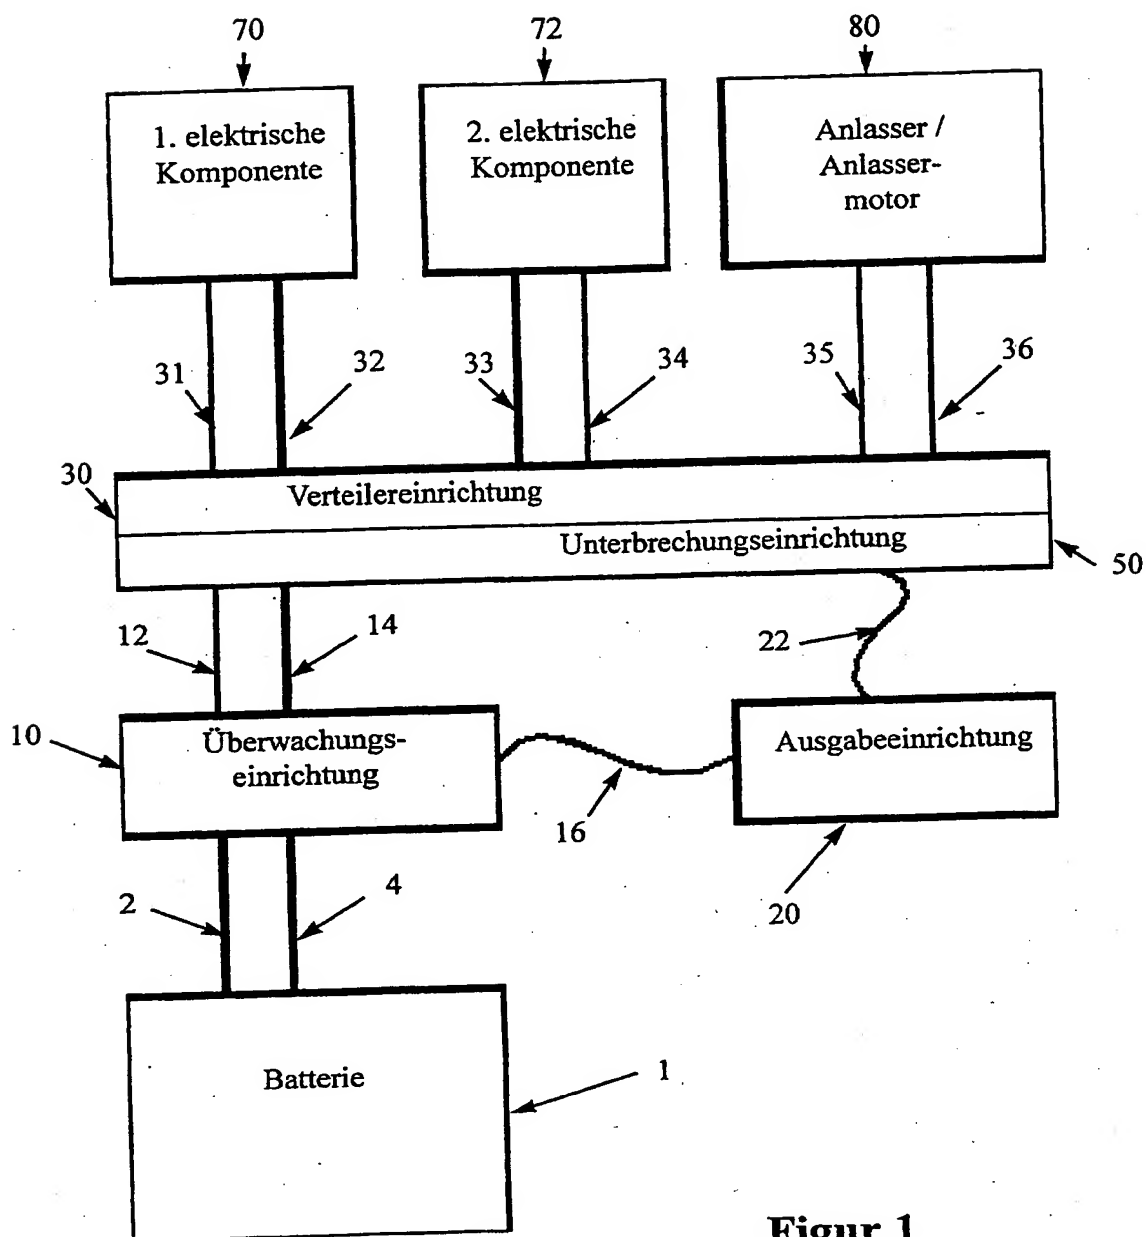 70
72
80
1. elektrische
Komponente
2. elektrische
Komponente
Anlasser /
Anlasser-
motor
31
32
33
34
35
36
30
Verteilereinrichtung
Unterbrechungseinrichtung
50
12
14
22
10
Überwachungs-
einrichtung
16
Ausgabeeinrichtung
20
2
4
Batterie
1
Figur 1